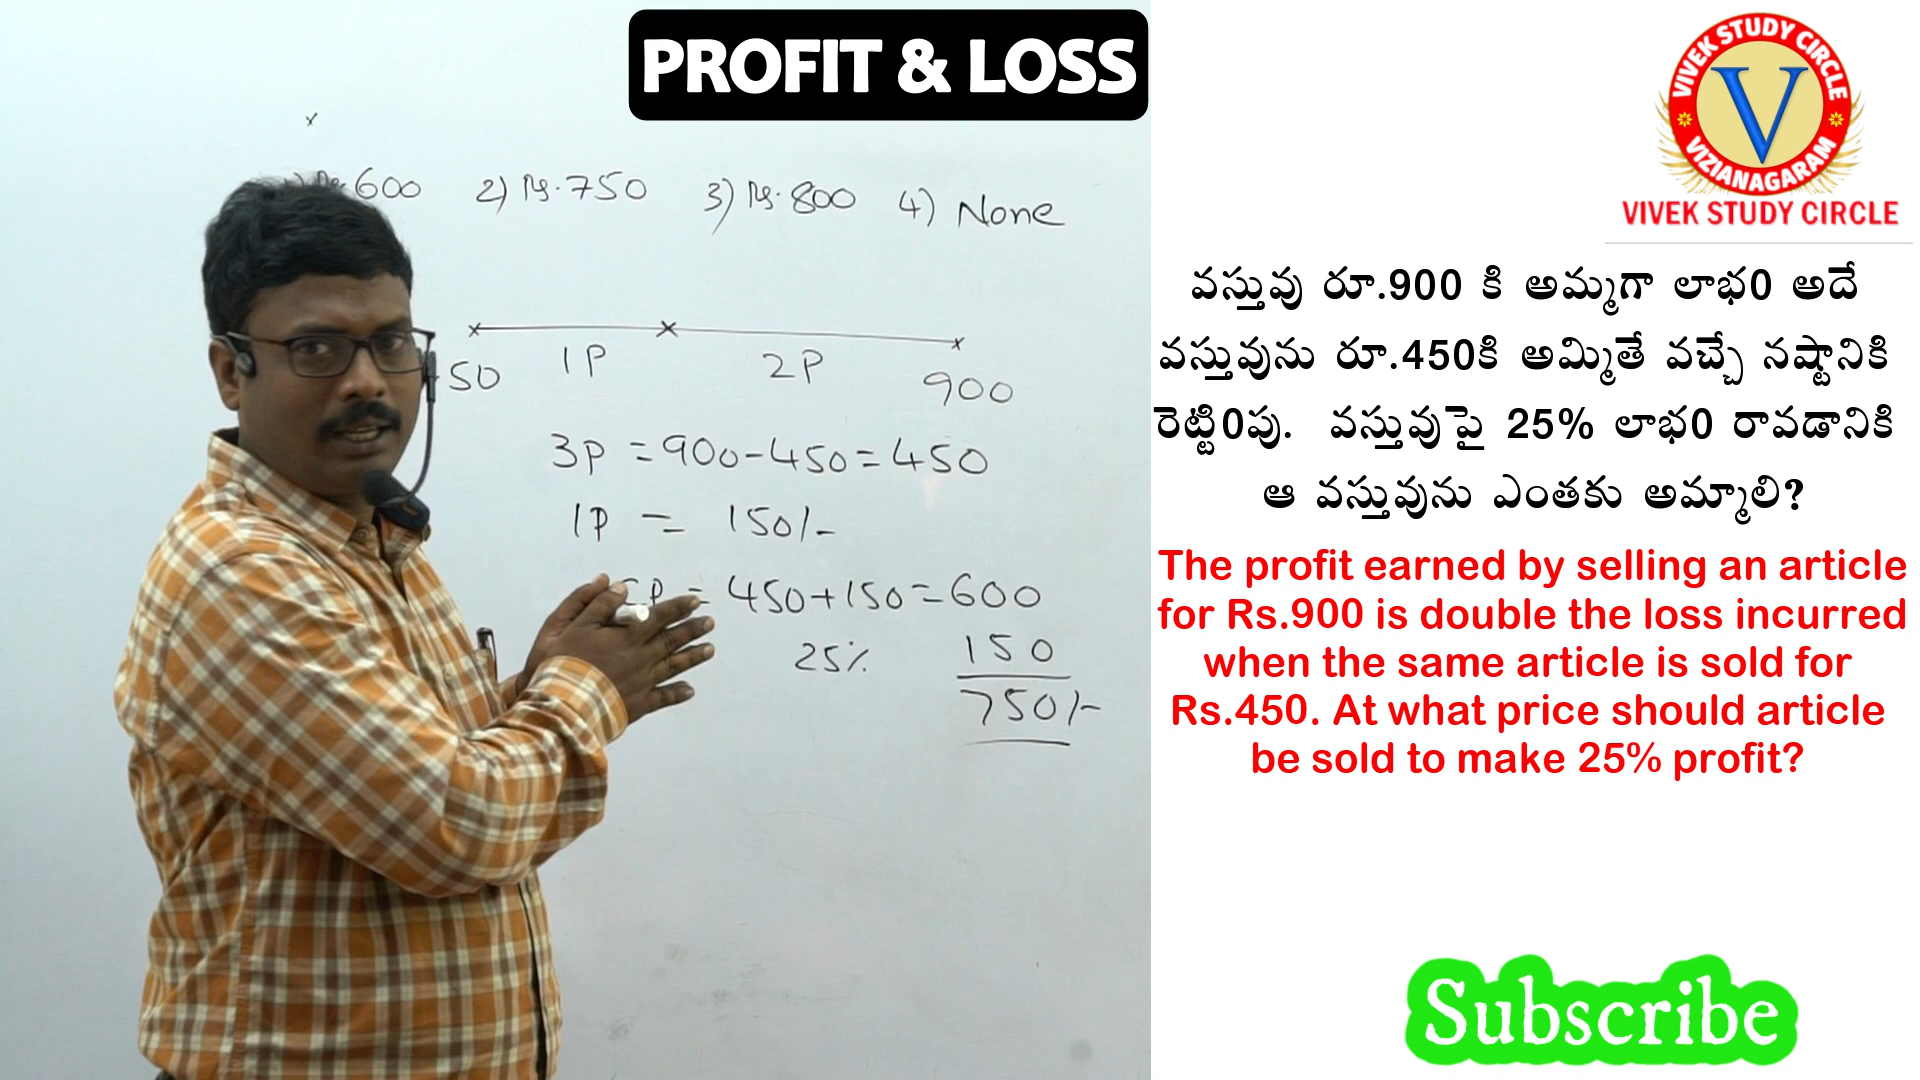 PROFIT & LOSS
VIVEK STUDY CIRCLE
VIZIANAGARAM
V
VIVEK STUDY CIRCLE
600 2) Rs.750 3) Rs.800 4) None
50 1P 2P 900
3P = 900-450 = 450
1P = 150/-
P = 450+150 = 600
25% 150
750/-
వస్తువు రూ.900 కి అమ్మగా లాభ0 అదే
వస్తువును రూ.450కి అమ్మితే వచ్చే నష్టానికి
రెట్టి0పు. వస్తువుపై 25% లాభ0 రావడానికి
ఆ వస్తువును ఎంతకు అమ్మాలి?
The profit earned by selling an article
for Rs.900 is double the loss incurred
when the same article is sold for
Rs.450. At what price should article
be sold to make 25% profit?
Subscribe